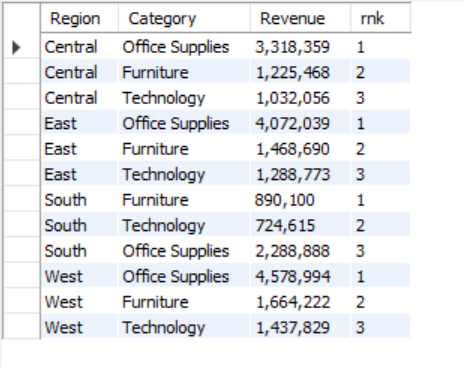 Region Category Revenue rnk
Central Office Supplies 3,318,359 1
Central Furniture 1,225,468 2
Central Technology 1,032,056 3
East Office Supplies 4,072,039 1
East Furniture 1,468,690 2
East Technology 1,288,773 3
South Furniture 890,100 1
South Technology 724,615 2
South Office Supplies 2,288,888 3
West Office Supplies 4,578,994 1
West Furniture 1,664,222 2
West Technology 1,437,829 3